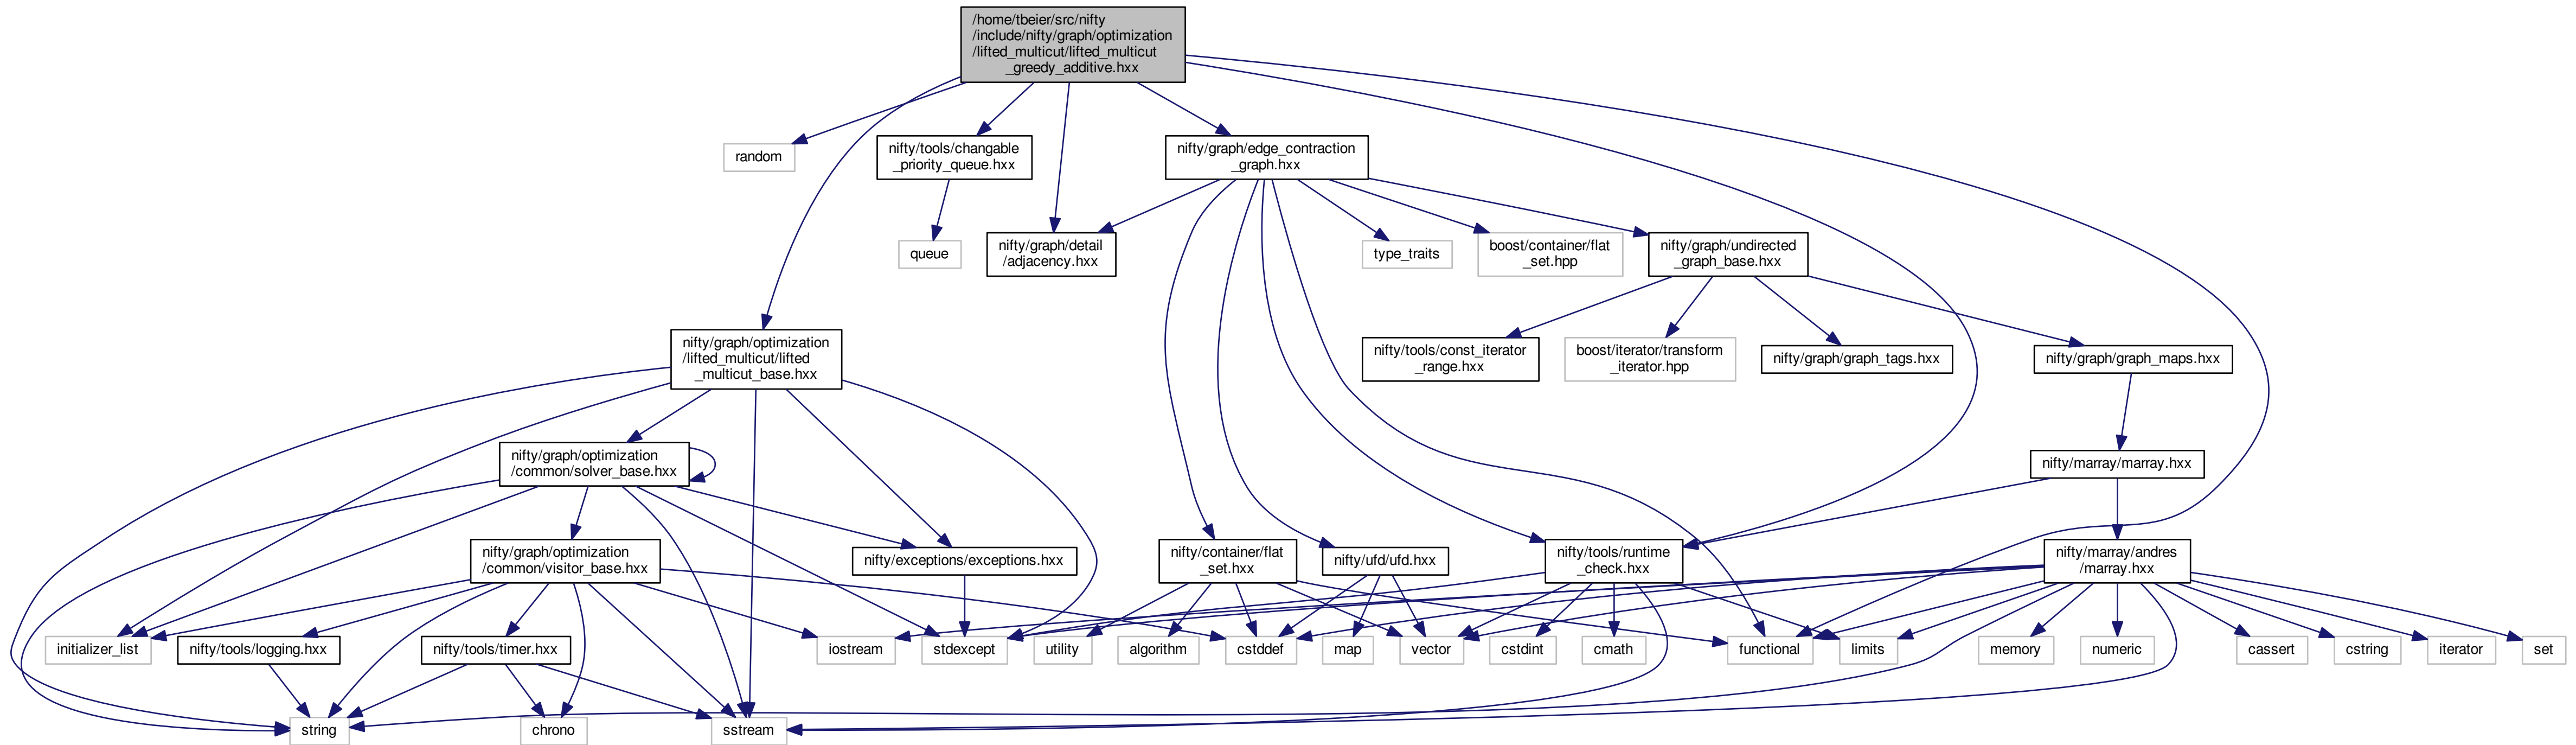 /home/tbeier/src/nifty
/include/nifty/graph/optimization
/lifted_multicut/lifted_multicut
_greedy_additive.hxx
random
nifty/tools/changable
_priority_queue.hxx
nifty/graph/edge_contraction
_graph.hxx
queue
nifty/graph/detail
/adjacency.hxx
type_traits
boost/container/flat
_set.hpp
nifty/graph/undirected
_graph_base.hxx
nifty/graph/optimization
/lifted_multicut/lifted
_multicut_base.hxx
nifty/tools/const_iterator
_range.hxx
boost/iterator/transform
_iterator.hpp
nifty/graph/graph_tags.hxx
nifty/graph/graph_maps.hxx
nifty/graph/optimization
/common/solver_base.hxx
nifty/marray/marray.hxx
nifty/graph/optimization
/common/visitor_base.hxx
nifty/exceptions/exceptions.hxx
nifty/container/flat
_set.hxx
nifty/ufd/ufd.hxx
nifty/tools/runtime
_check.hxx
nifty/marray/andres
/marray.hxx
initializer_list
nifty/tools/logging.hxx
nifty/tools/timer.hxx
iostream
stdexcept
utility
algorithm
cstddef
map
vector
cstdint
cmath
functional
limits
memory
numeric
cassert
cstring
iterator
set
string
chrono
sstream